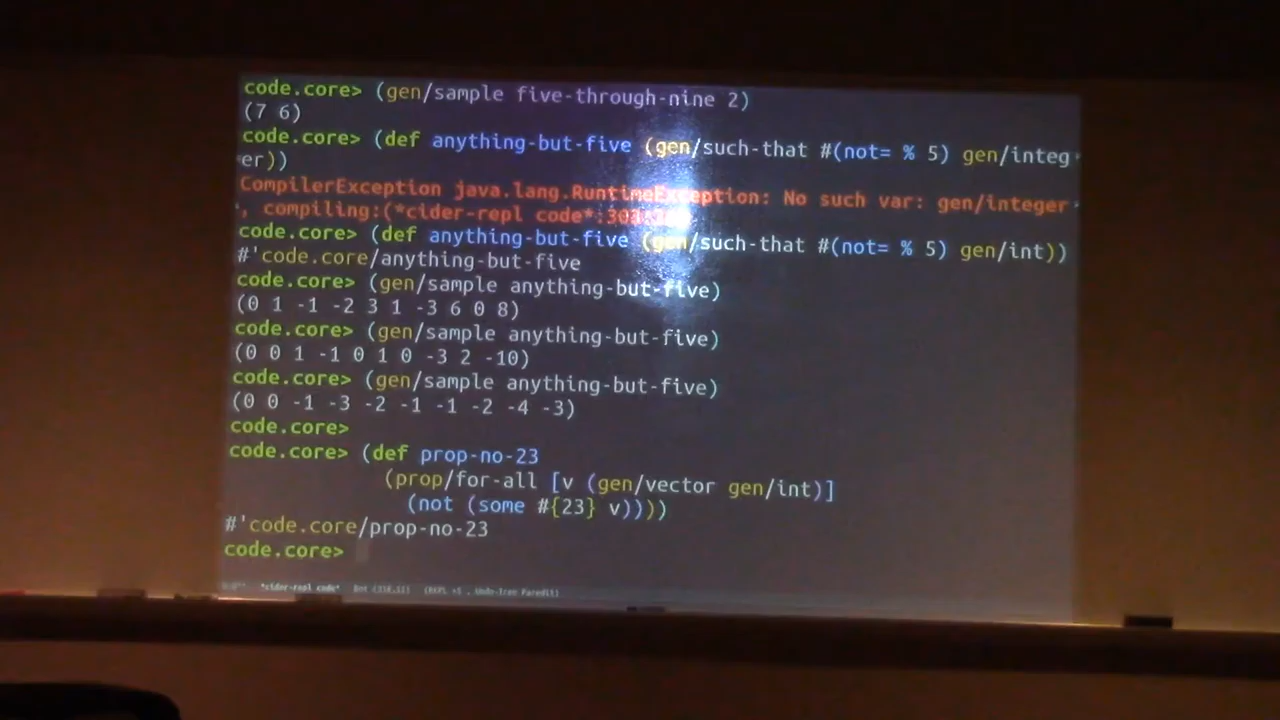 code.core> (gen/sample five-through-nine 2)
(7 6)
code.core> (def anything-but-five (gen/such-that #(not= % 5) gen/integ
er))
CompilerException java.lang.RuntimeException: No such var: gen/integer
, compiling:(*cider-repl code*:303:
code.core> (def anything-but-five (gen/such-that #(not= % 5) gen/int))
#'code.core/anything-but-five
code.core> (gen/sample anything-but-five)
(0 1 -1 -2 3 1 -3 6 0 8)
code.core> (gen/sample anything-but-five)
(0 0 1 -1 0 1 0 -3 2 -10)
code.core> (gen/sample anything-but-five)
(0 0 -1 -3 -2 -1 -1 -2 -4 -3)
code.core>
code.core> (def prop-no-23
(prop/for-all [v (gen/vector gen/int)]
(not (some #{23} v))))
#'code.core/prop-no-23
code.core>
*cider-repl code*